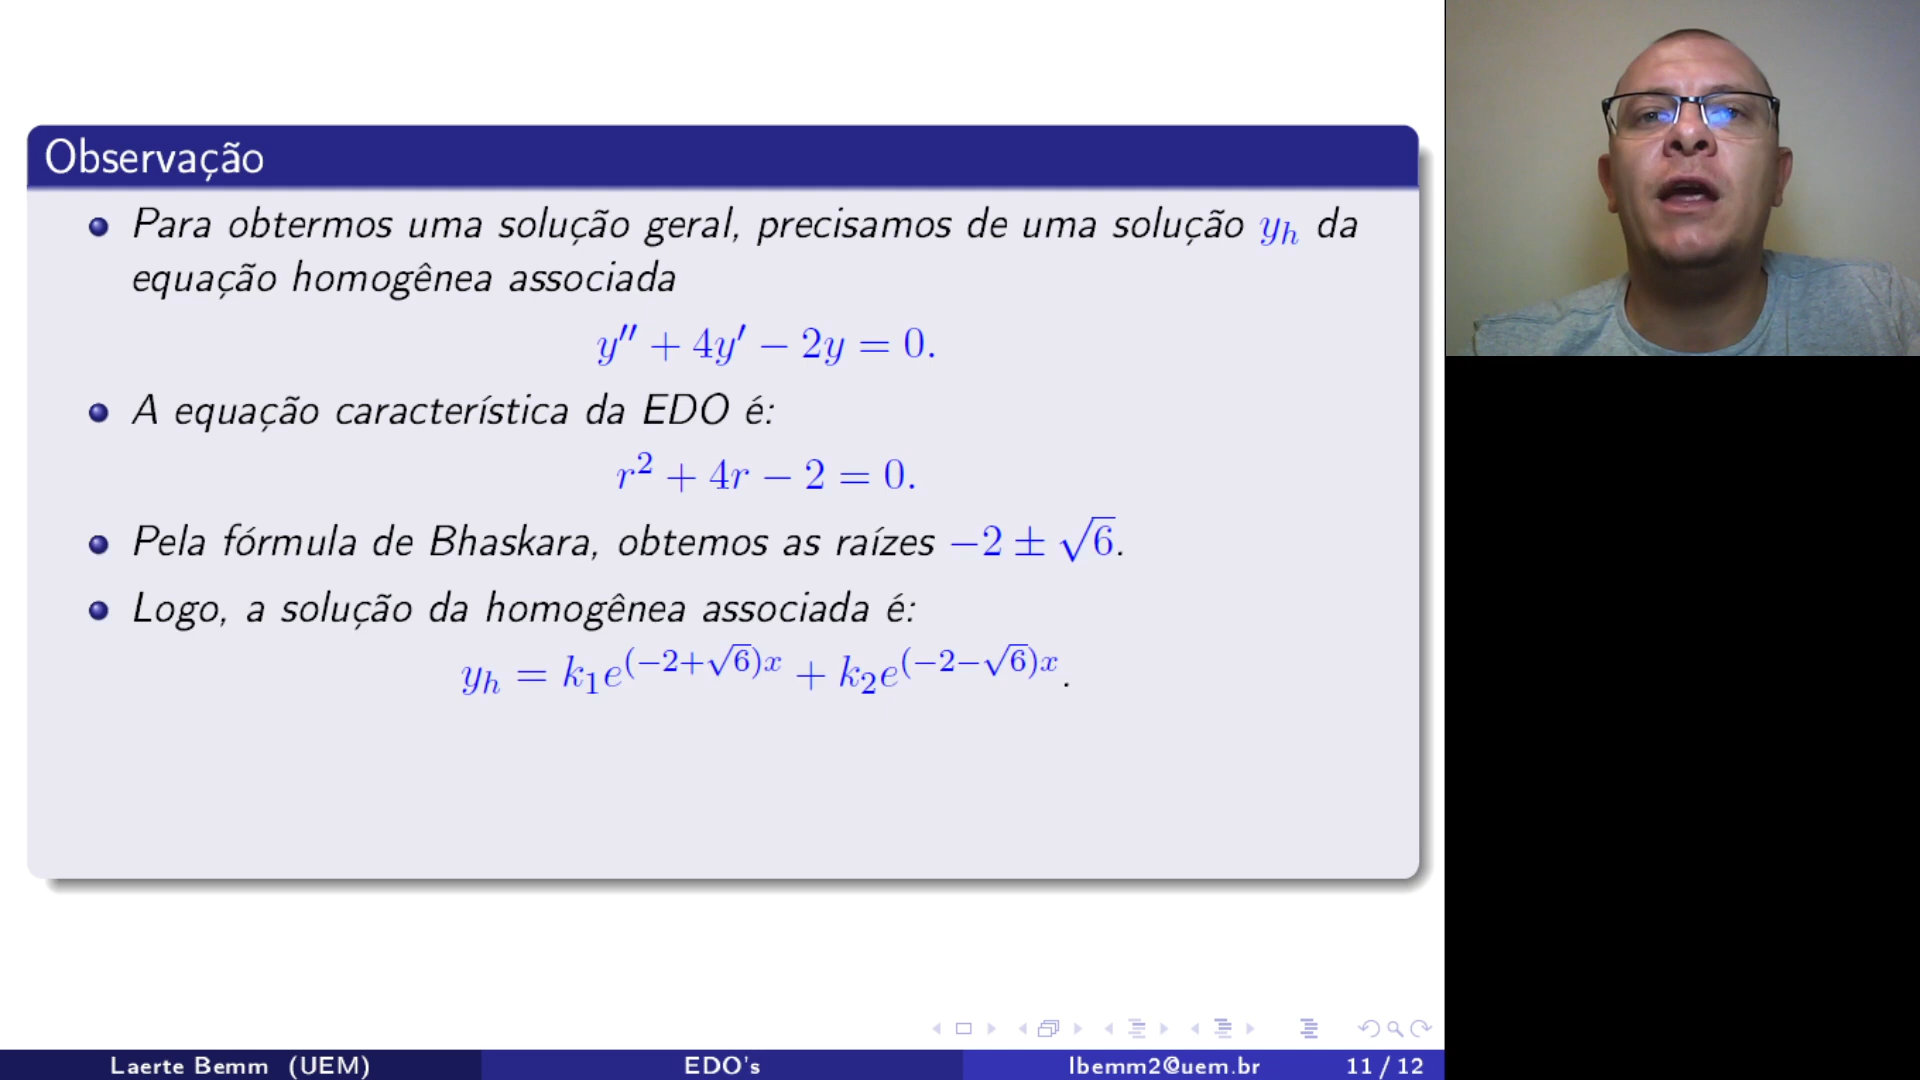 Observação
Para obtermos uma solução geral, precisamos de uma solução y_h da
equação homogênea associada
y'' + 4y' − 2y = 0.
A equação característica da EDO é:
r² + 4r − 2 = 0.
Pela fórmula de Bhaskara, obtemos as raízes −2 ± √6.
Logo, a solução da homogênea associada é:
y_h = k₁e^{(−2+√6)x} + k₂e^{(−2−√6)x}.
Laerte Bemm (UEM) EDO's lbemm2@uem.br 11 / 12